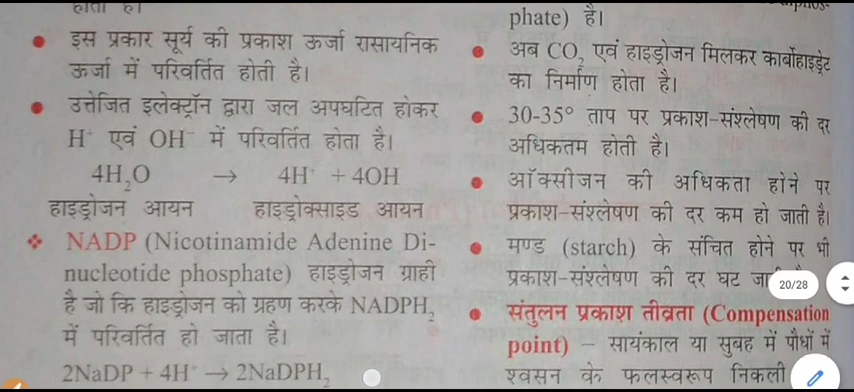 होती है।
इस प्रकार सूर्य की प्रकाश ऊर्जा रासायनिक
ऊर्जा में परिवर्तित होती है।
उत्तेजित इलेक्ट्रॉन द्वारा जल अपघटित होकर
H⁺ एवं OH⁻ में परिवर्तित होता है।
4H₂O → 4H⁺ + 4OH
हाइड्रोजन आयन हाइड्रोक्साइड आयन
NADP (Nicotinamide Adenine Di-
nucleotide phosphate) हाइड्रोजन ग्राही
है जो कि हाइड्रोजन को ग्रहण करके NADPH₂
में परिवर्तित हो जाता है।
2NaDP + 4H⁺ → 2NaDPH₂
phate) है।
अब CO₂ एवं हाइड्रोजन मिलकर कार्बोहाइड्रेट
का निर्माण होता है।
30-35° ताप पर प्रकाश-संश्लेषण की दर
अधिकतम होती है।
ऑक्सीजन की अधिकता होने पर
प्रकाश-संश्लेषण की दर कम हो जाती है।
मण्ड (starch) के संचित होने पर भी
प्रकाश-संश्लेषण की दर घट
20/28
संतुलन प्रकाश तीव्रता (Compensation
point) – सायंकाल या सुबह में पौधों में
श्वसन के फलस्वरूप निकली